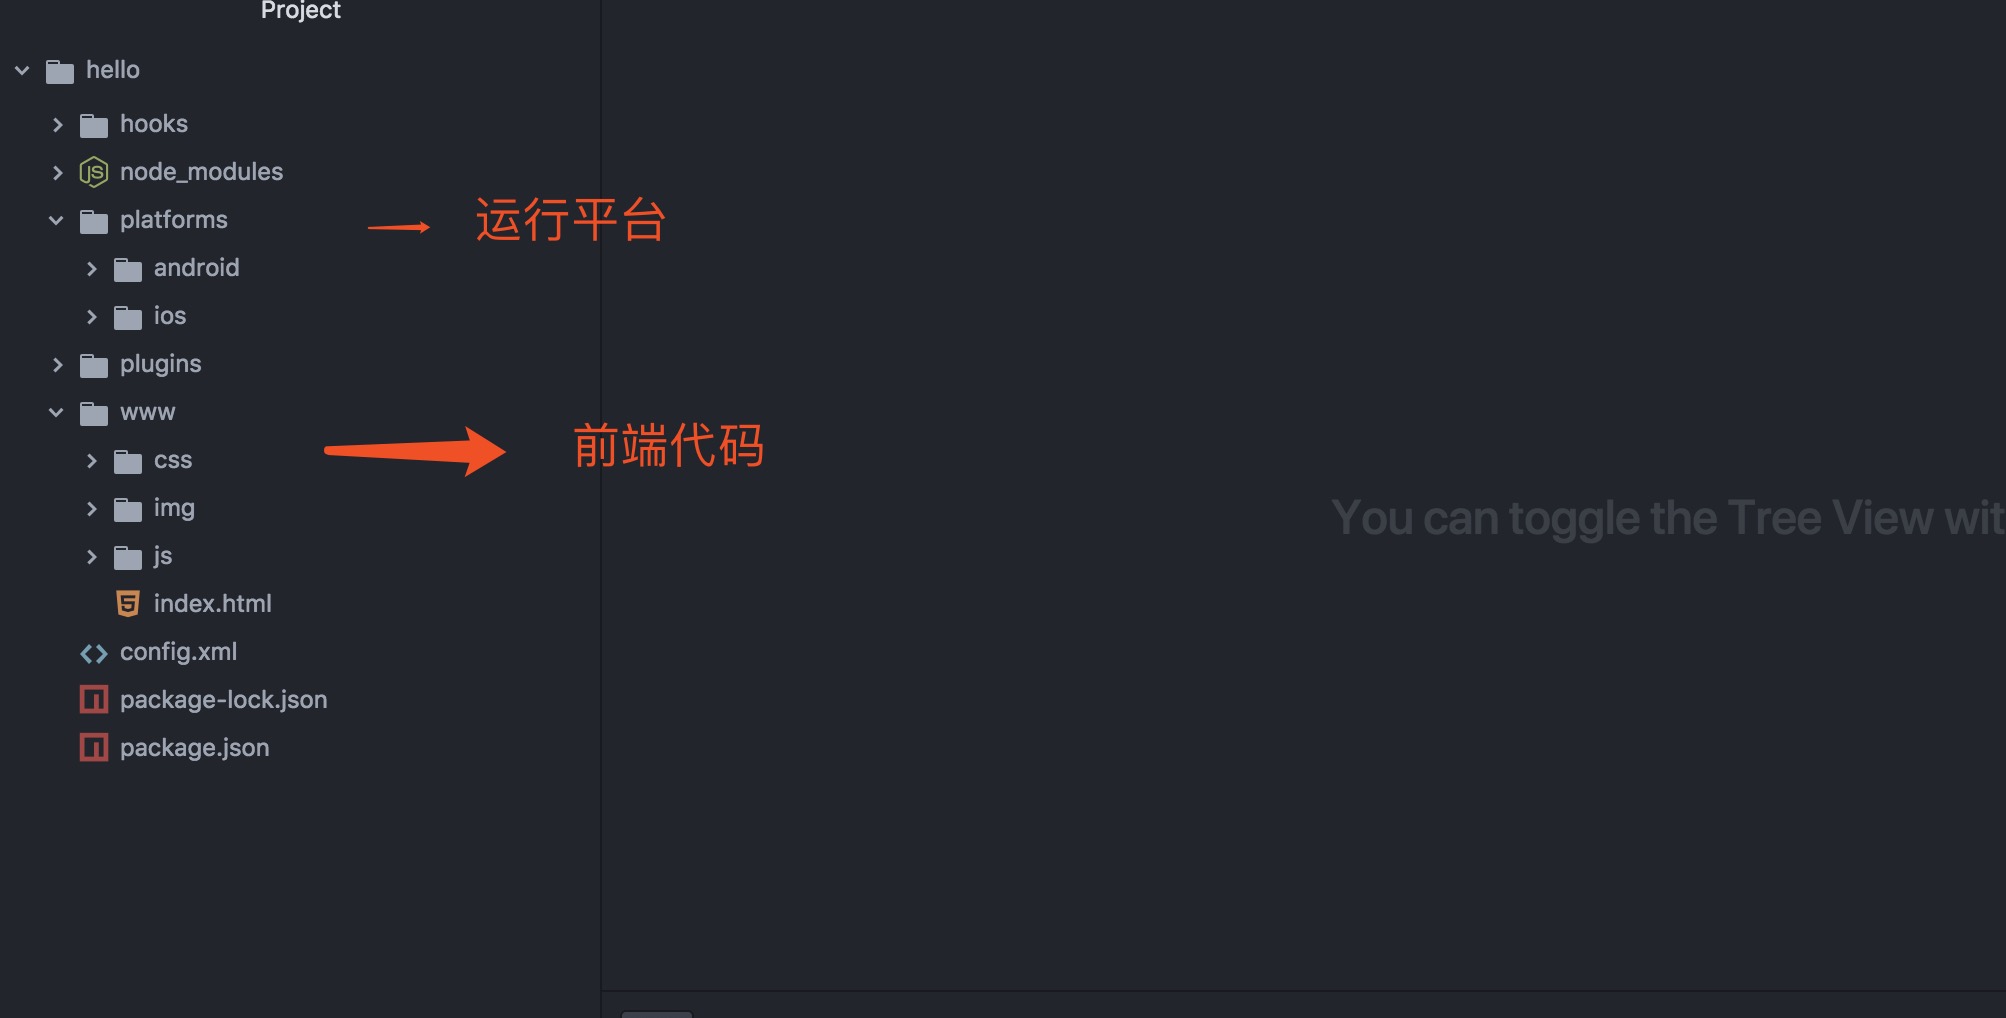 Project
hello
hooks
node_modules
platforms
运行平台
android
ios
plugins
www
前端代码
css
img
js
index.html
You can toggle the Tree View wit
config.xml
package-lock.json
package.json